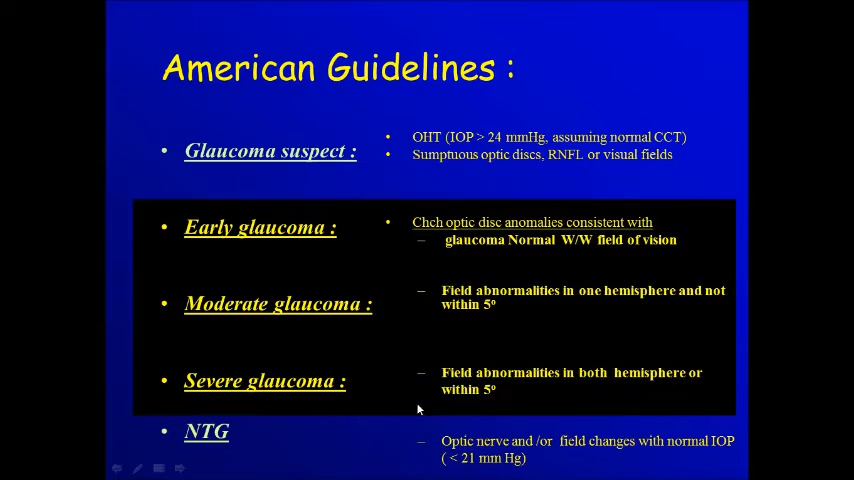 American Guidelines :
• Glaucoma suspect :
• OHT (IOP > 24 mmHg, assuming normal CCT)
• Sumptuous optic discs, RNFL or visual fields
• Early glaucoma :
• Chch optic disc anomalies consistent with
– glaucoma Normal W/W field of vision
• Moderate glaucoma :
– Field abnormalities in one hemisphere and not
within 5º
• Severe glaucoma :
– Field abnormalities in both hemisphere or
within 5º
• NTG
– Optic nerve and /or field changes with normal IOP
( < 21 mm Hg)